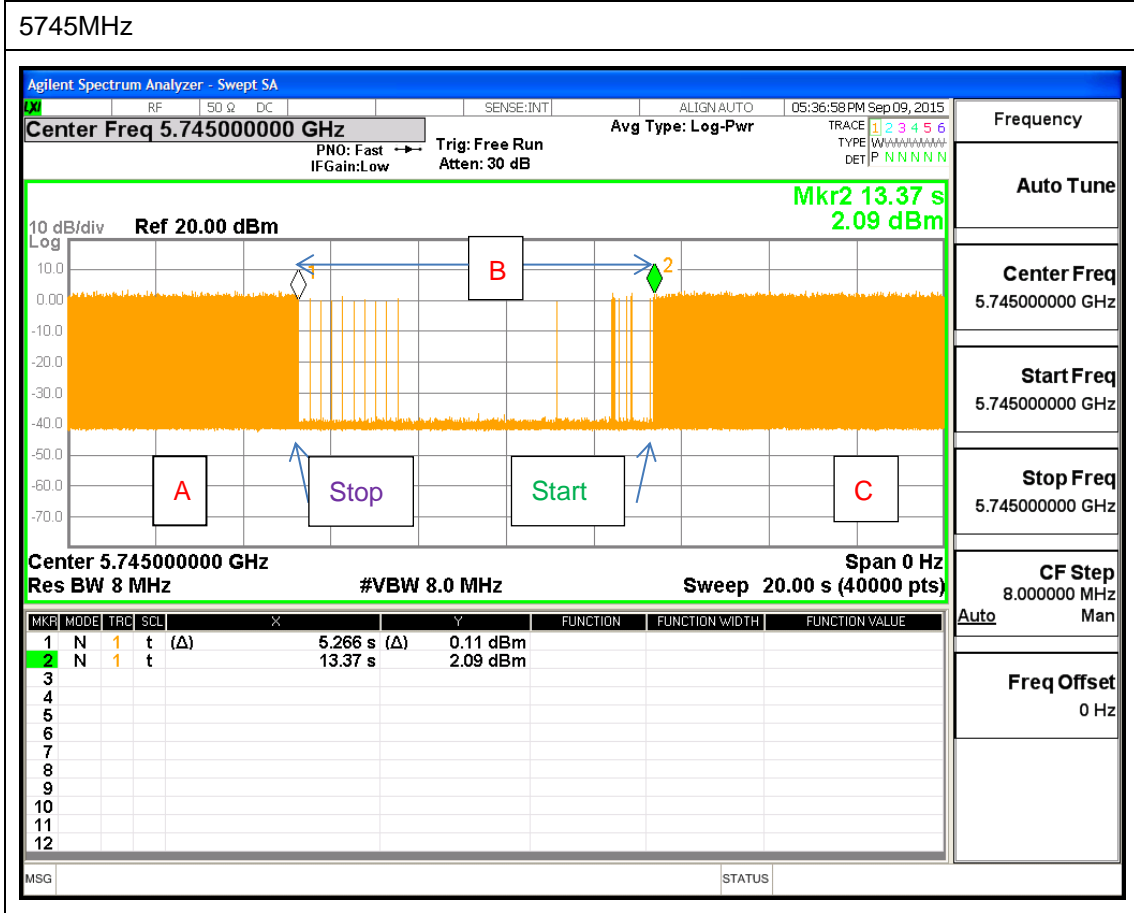 5745MHz
Agilent Spectrum Analyzer - Swept SA
LXI RF 50 Ω DC SENSE:INT ALIGN AUTO 05:36:58 PM Sep 09, 2015
Center Freq 5.745000000 GHz
PNO: Fast
IFGain:Low
Trig: Free Run
Atten: 30 dB
Avg Type: Log-Pwr
TRACE 1 2 3 4 5 6
TYPE
DET P N N N N N
Mkr2 13.37 s
2.09 dBm
10 dB/div Ref 20.00 dBm
Log
10.0
0.00
-10.0
-20.0
-30.0
-40.0
-50.0
-60.0
-70.0
1
B
2
A
Stop
Start
C
Center 5.745000000 GHz Span 0 Hz
Res BW 8 MHz #VBW 8.0 MHz Sweep 20.00 s (40000 pts)
MKR MODE TRC SCL X Y FUNCTION FUNCTION WIDTH FUNCTION VALUE
1 N 1 t (Δ) 5.266 s (Δ) 0.11 dBm
2 N 1 t 13.37 s 2.09 dBm
3
4
5
6
7
8
9
10
11
12
MSG STATUS
Frequency
Auto Tune
Center Freq
5.745000000 GHz
Start Freq
5.745000000 GHz
Stop Freq
5.745000000 GHz
CF Step
8.000000 MHz
Auto Man
Freq Offset
0 Hz